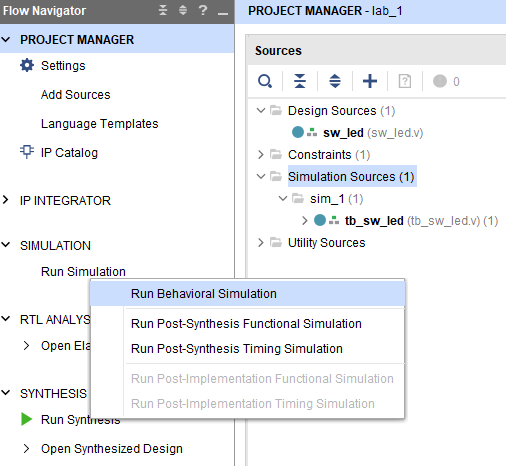 Flow Navigator
PROJECT MANAGER
Settings
Add Sources
Language Templates
IP Catalog
IP INTEGRATOR
SIMULATION
Run Simulation
RTL ANALYS
Open Ela
SYNTHESIS
Run Synthesis
Open Synthesized Design
PROJECT MANAGER - lab_1
Sources
0
Design Sources (1)
sw_led (sw_led.v)
Constraints (1)
Simulation Sources (1)
sim_1 (1)
tb_sw_led (tb_sw_led.v) (1)
Utility Sources
Run Behavioral Simulation
Run Post-Synthesis Functional Simulation
Run Post-Synthesis Timing Simulation
Run Post-Implementation Functional Simulation
Run Post-Implementation Timing Simulation